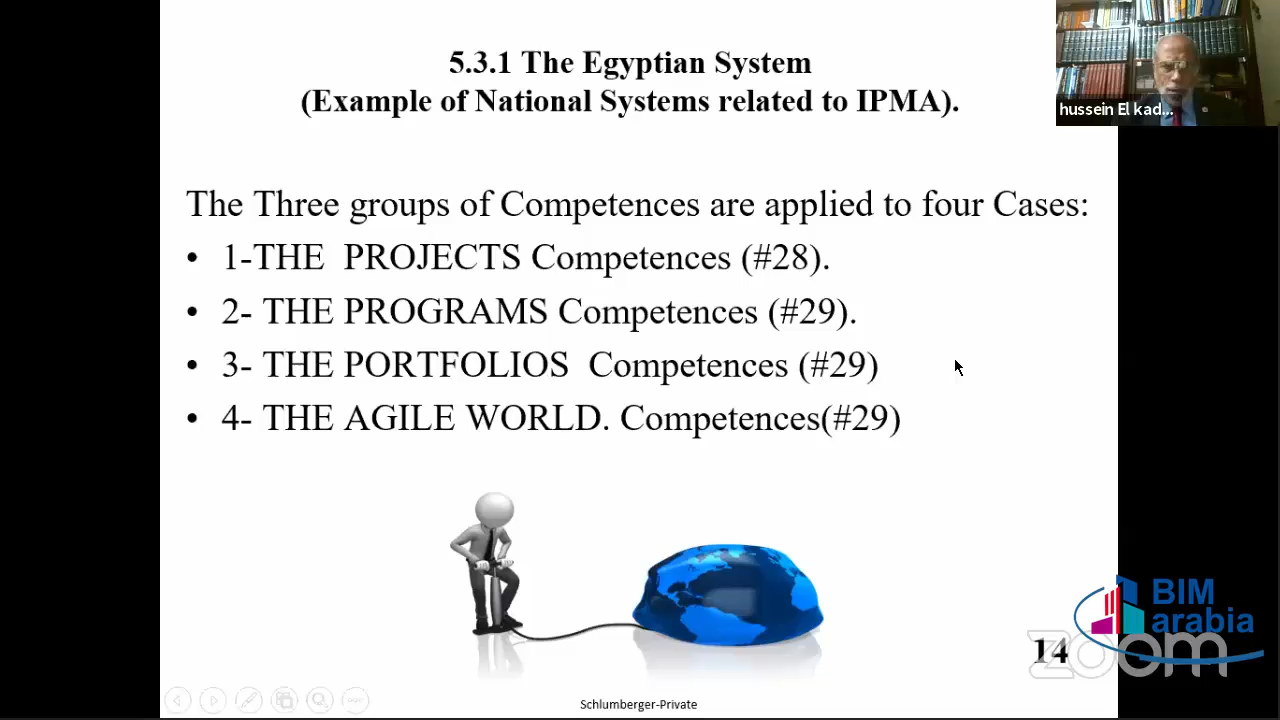 5.3.1 The Egyptian System
(Example of National Systems related to IPMA).
hussein El kad...
The Three groups of Competences are applied to four Cases:
• 1-THE PROJECTS Competences (#28).
• 2- THE PROGRAMS Competences (#29).
• 3- THE PORTFOLIOS Competences (#29)
• 4- THE AGILE WORLD. Competences(#29)
BIM
arabia
14
zoom
Schlumberger-Private